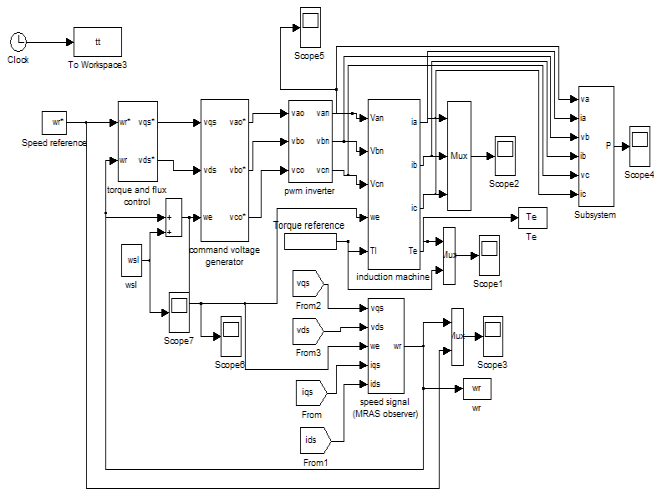 Clock
tt
To Workspace3
Scope5
wr*
Speed reference
wr*
wr
vqs*
vds*
torque and flux
control
vqs
vds
we
vao*
vbo*
vco*
command voltage
generator
vao
vbo
vco
van
vbn
vcn
pwm inverter
Van
Vbn
Vcn
we
Tl
ia
ib
ic
Te
induction machine
Mux
Scope2
va
ia
vb
ib
vc
ic
P
Subsystem
Scope4
Te
Te
+
+
wsl
wsl
Scope7
Scope6
Torque reference
Mux
Scope1
vqs
From2
vds
From3
iqs
From
ids
From1
vqs
vds
we
iqs
ids
wr
speed signal
(MRAS observer)
Mux
Scope3
wr
wr